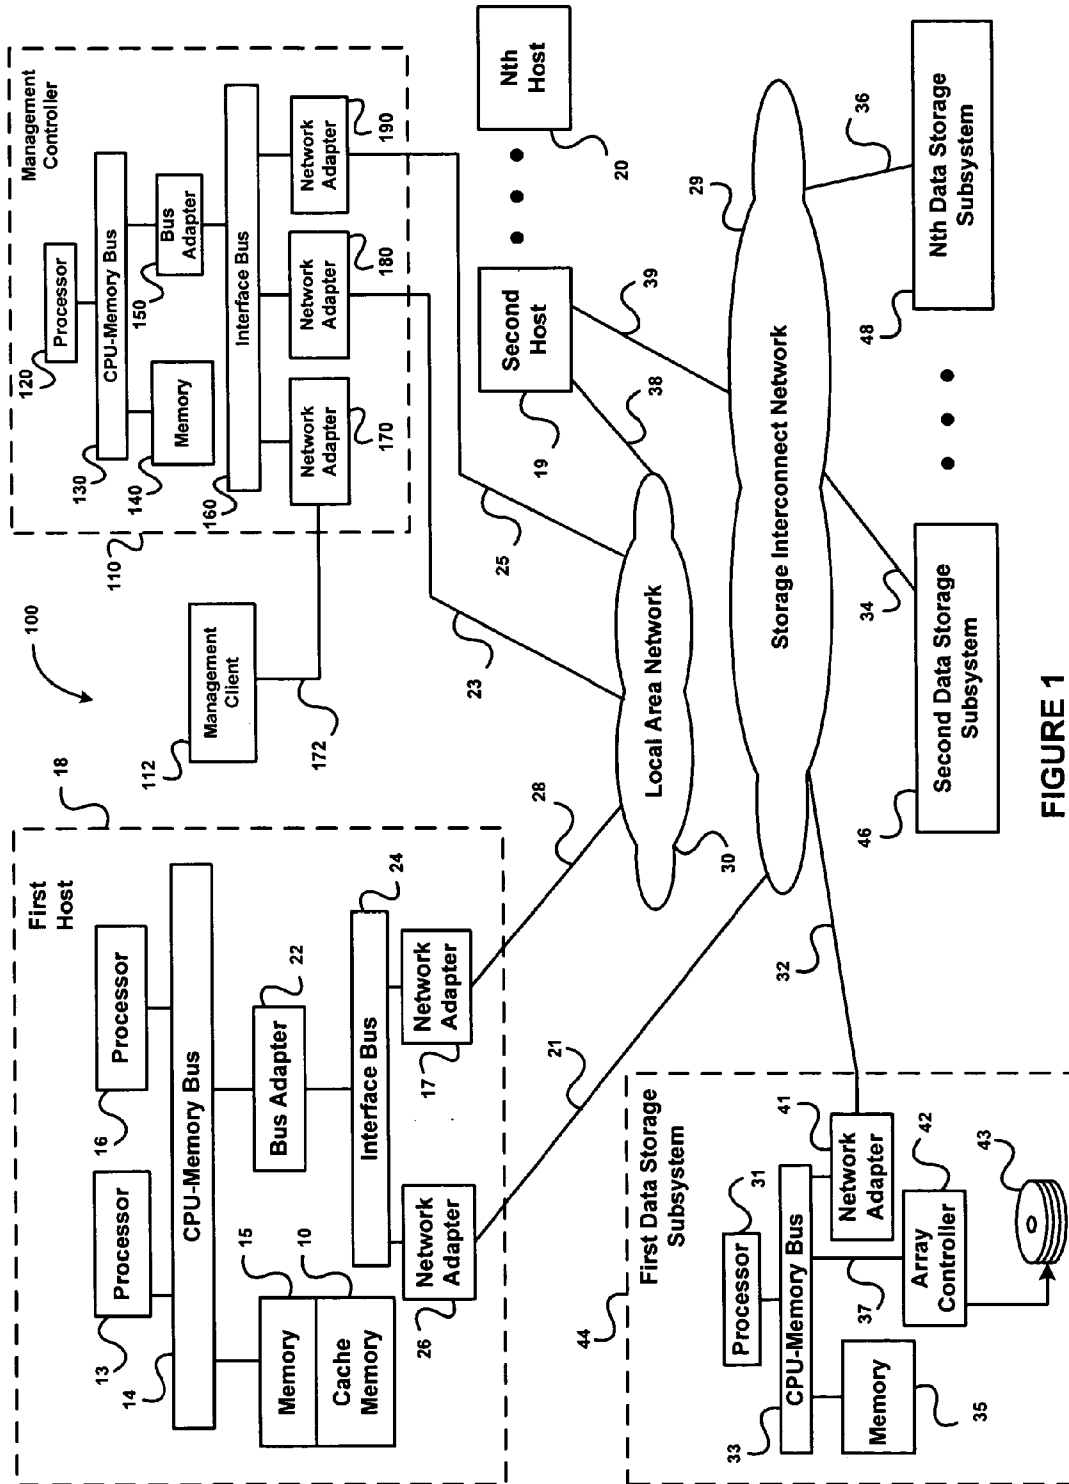 First
Host
18
Processor
13
Processor
16
CPU-Memory Bus
14
Memory
15
Cache
Memory
10
Bus Adapter
22
Interface Bus
24
Network
Adapter
26
Network
Adapter
17
100
Management
Client
112
172
Management
Controller
110
Processor
120
CPU-Memory Bus
130
Memory
140
Bus
Adapter
150
Interface Bus
160
Network
Adapter
170
Network
Adapter
180
Network
Adapter
190
28
21
23
25
Local Area Network
30
Second
Host
19
38
39
Nth
Host
20
Storage Interconnect Network
29
32
34
36
First Data Storage
Subsystem
44
Processor
31
CPU-Memory Bus
33
Memory
35
37
Network
Adapter
41
Array
Controller
42
43
Second Data Storage
Subsystem
46
Nth Data Storage
Subsystem
48
FIGURE 1